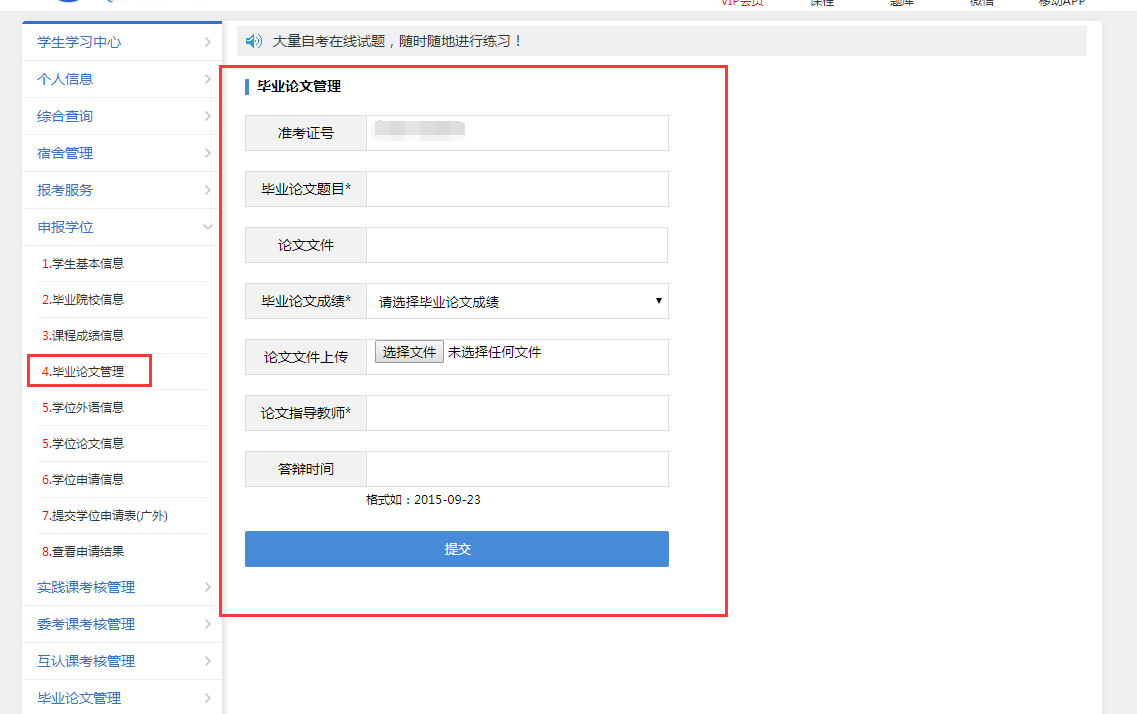 VIP会员 课程 题库 微信 移动APP
学生学习中心
个人信息
综合查询
宿舍管理
报考服务
申报学位
1.学生基本信息
2.毕业院校信息
3.课程成绩信息
4.毕业论文管理
5.学位外语信息
5.学位论文信息
6.学位申请信息
7.提交学位申请表(广外)
8.查看申请结果
实践课考核管理
委考课考核管理
互认课考核管理
毕业论文管理
大量自考在线试题，随时随地进行练习！
毕业论文管理
准考证号
毕业论文题目*
论文文件
毕业论文成绩* 请选择毕业论文成绩
论文文件上传 选择文件 未选择任何文件
论文指导教师*
答辩时间
格式如：2015-09-23
提交